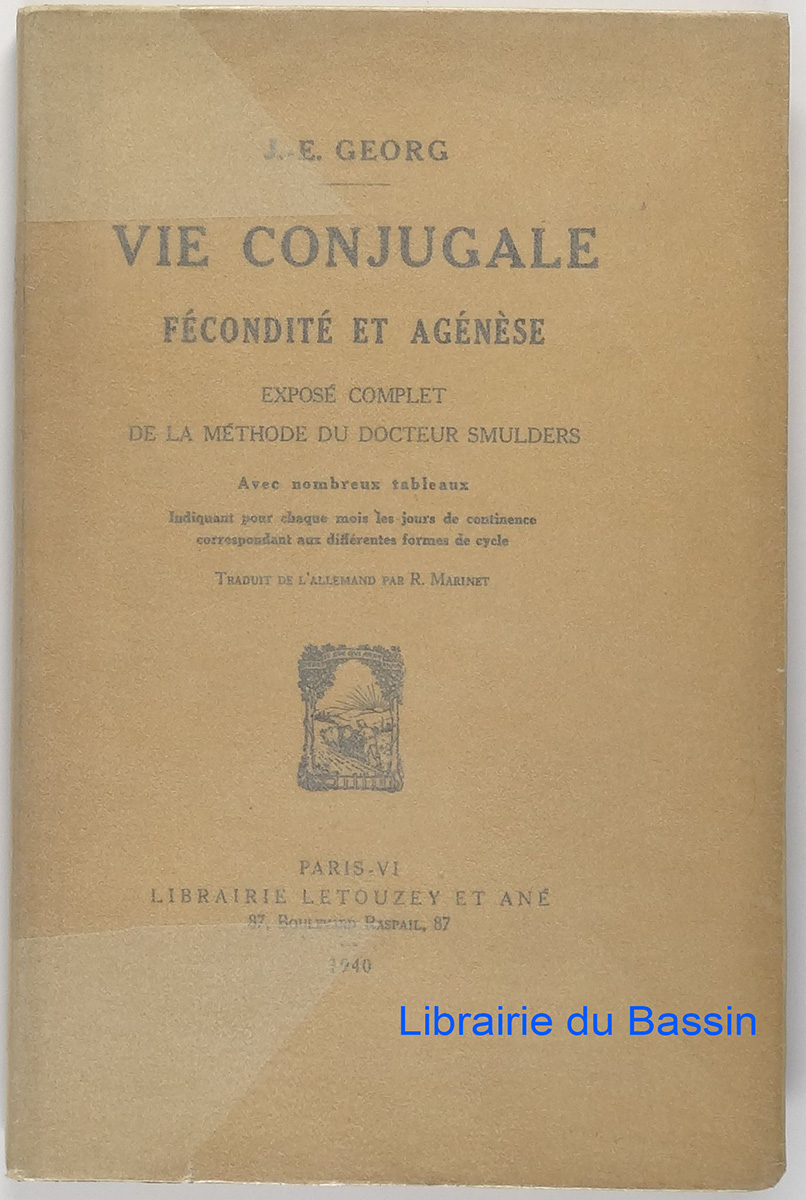 J.-E. GEORG
VIE CONJUGALE
FÉCONDITÉ ET AGÉNÈSE
EXPOSÉ COMPLET
DE LA MÉTHODE DU DOCTEUR SMULDERS
Avec nombreux tableaux
Indiquant pour chaque mois les jours de continence
correspondant aux différentes formes de cycle
TRADUIT DE L'ALLEMAND PAR R. MARINET
PARIS-VI
LIBRAIRIE LETOUZEY ET ANÉ
87, BOULEVARD RASPAIL, 87
1940
Librairie du Bassin